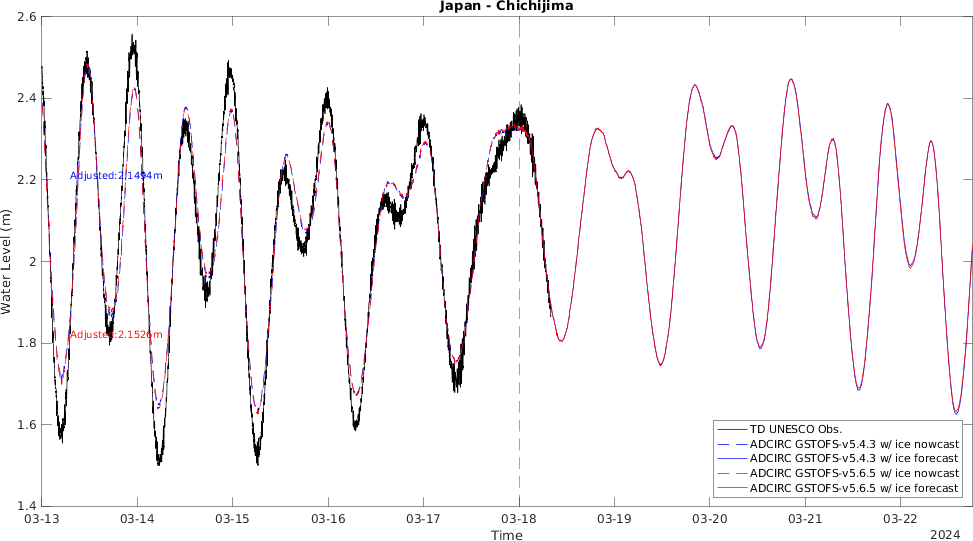 Japan - Chichijima
2.6
2.4
2.2
2
1.8
1.6
1.4
Water Level (m)
Adjusted:2.1494m
Adjusted:2.1526m
TD UNESCO Obs.
ADCIRC GSTOFS-v5.4.3 w/ ice nowcast
ADCIRC GSTOFS-v5.4.3 w/ ice forecast
ADCIRC GSTOFS-v5.6.5 w/ ice nowcast
ADCIRC GSTOFS-v5.6.5 w/ ice forecast
03-13 03-14 03-15 03-16 03-17 03-18 03-19 03-20 03-21 03-22
Time
2024